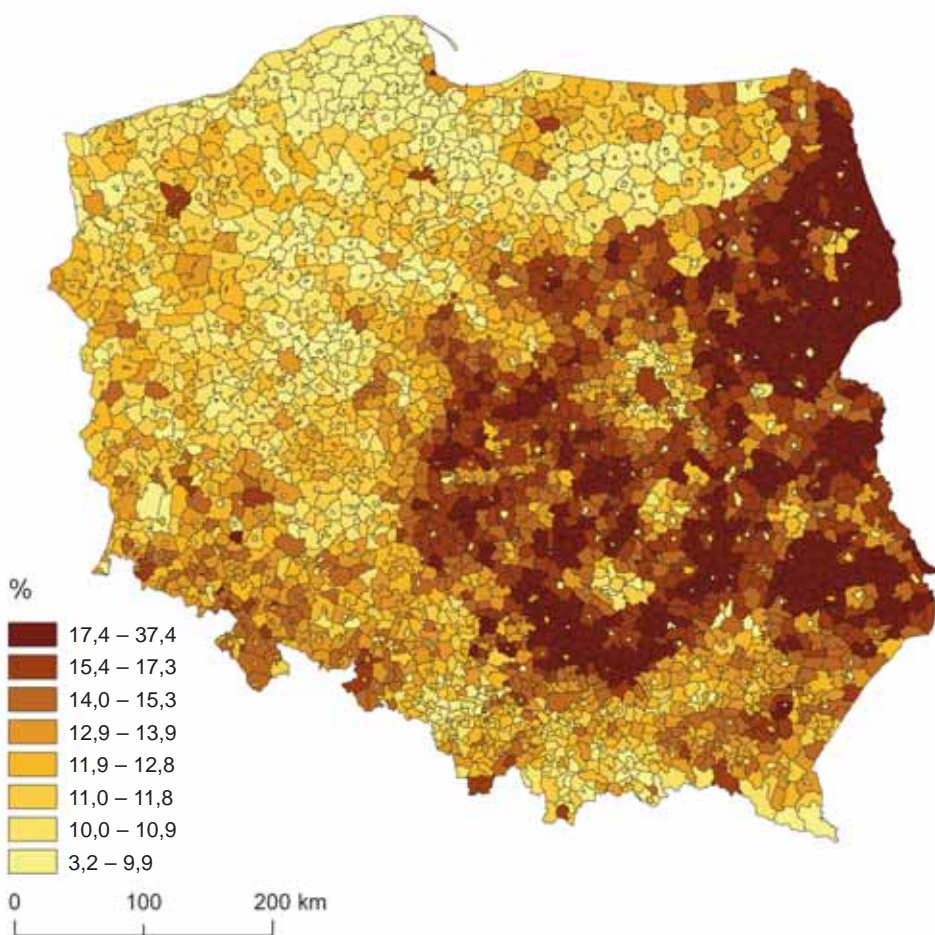 %
17,4 – 37,4
15,4 – 17,3
14,0 – 15,3
12,9 – 13,9
11,9 – 12,8
11,0 – 11,8
10,0 – 10,9
3,2 – 9,9
0 100 200 km